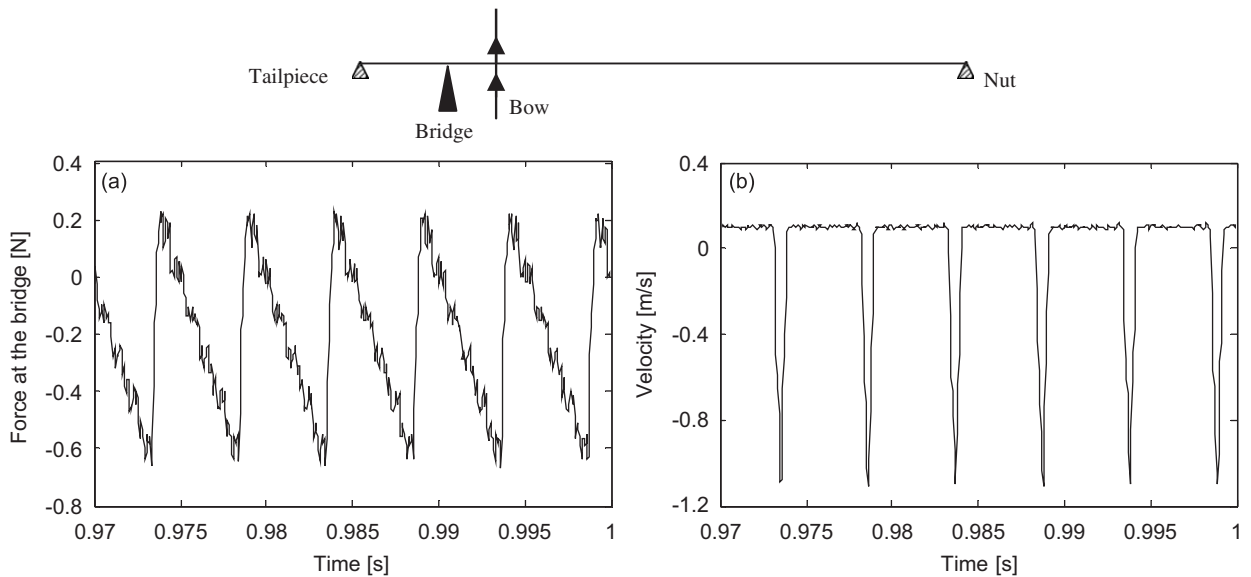 Tailpiece
Nut
Bow
Bridge
(a)
0.4
0.2
0
-0.2
-0.4
-0.6
-0.8
Force at the bridge [N]
0.97 0.975 0.98 0.985 0.99 0.995 1
Time [s]
(b)
0.4
0
-0.4
-0.8
-1.2
Velocity [m/s]
0.97 0.975 0.98 0.985 0.99 0.995 1
Time [s]